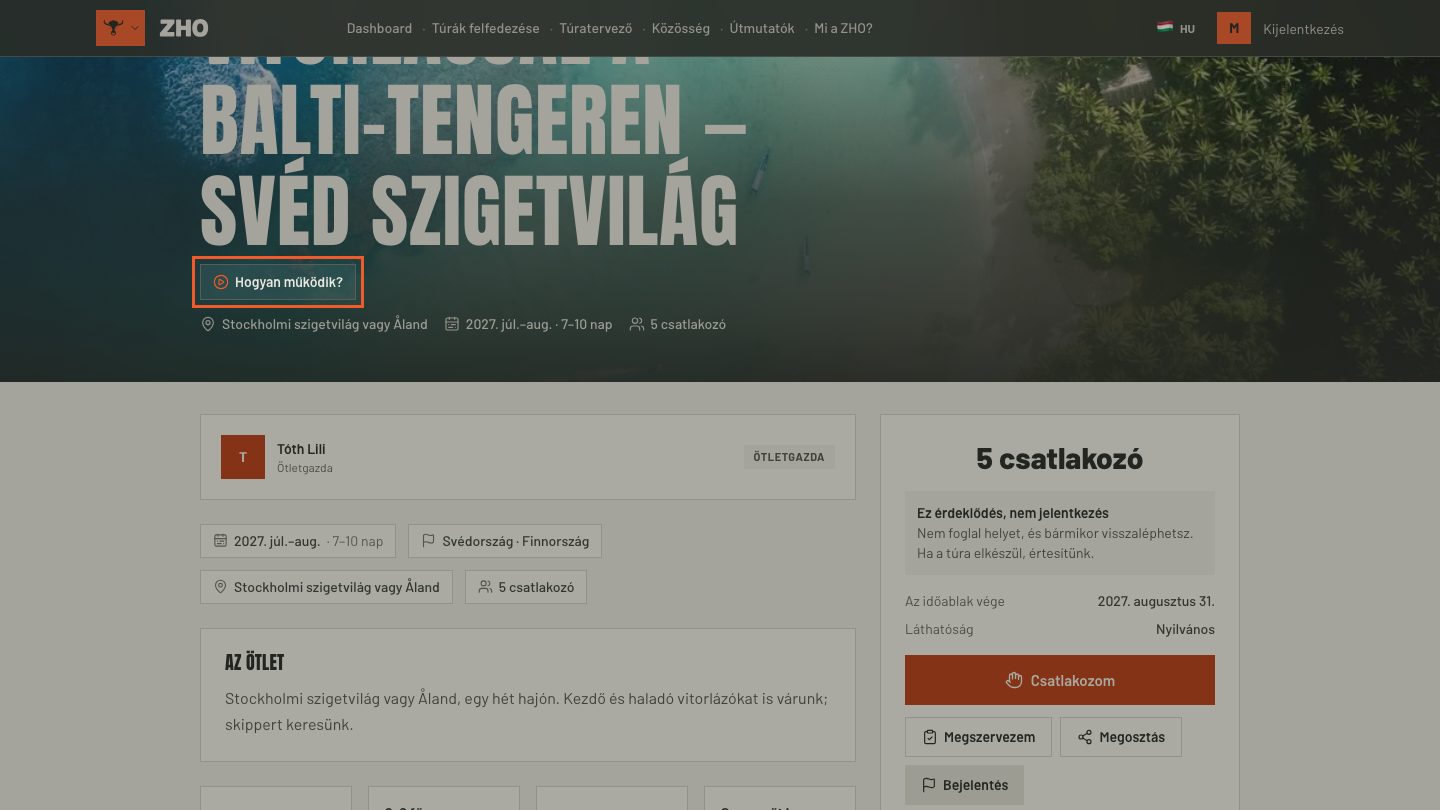 ZHO
Dashboard · Túrák felfedezése · Túratervező · Közösség · Útmutatók · Mi a ZHO?
HU
M
Kijelentkezés
BALTI-TENGEREN –
SVÉD SZIGETVILÁG
Hogyan működik?
Stockholmi szigetvilág vagy Åland
2027. júl.–aug. · 7–10 nap
5 csatlakozó
T
Tóth Lili
Ötletgazda
ÖTLETGAZDA
2027. júl.–aug. · 7–10 nap
Svédország · Finnország
Stockholmi szigetvilág vagy Åland
5 csatlakozó
AZ ÖTLET
Stockholmi szigetvilág vagy Åland, egy hét hajón. Kezdő és haladó vitorlázókat is várunk;
skippert keresünk.
5 csatlakozó
Ez érdeklődés, nem jelentkezés
Nem foglal helyet, és bármikor visszaléphetsz.
Ha a túra elkészül, értesítünk.
Az időablak vége
2027. augusztus 31.
Láthatóság
Nyilvános
Csatlakozom
Megszervezem
Megosztás
Bejelentés